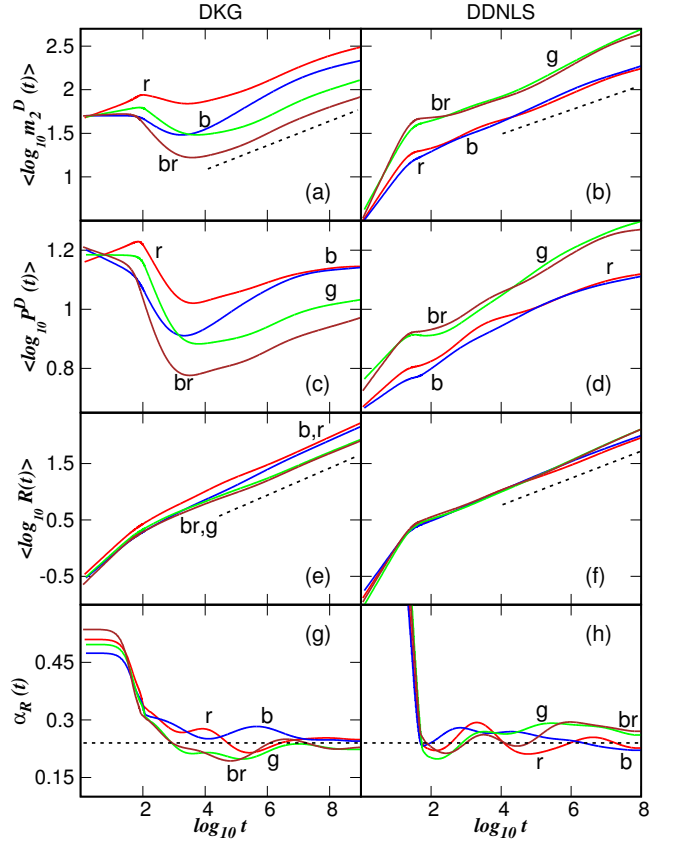 DKG DDNLS
<log₁₀ m₂ᴰ(t)>
2.5
2
1.5
1
r
b
br
(a)
g
br
r
b
(b)
<log₁₀ Pᴰ(t)>
1.2
1
0.8
r
b
g
br
(c)
g
r
br
b
(d)
<log₁₀ R(t)>
1.5
0.5
-0.5
b,r
br,g
(e)
(f)
α_R(t)
0.45
0.3
0.15
(g)
r
b
br
g
(h)
g
br
r
b
2 4 6 8 2 4 6 8
log₁₀ t log₁₀ t